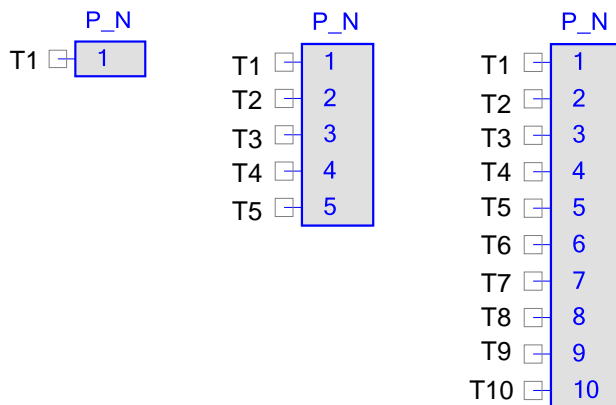 P_N
T1 1
P_N
T1 1
T2 2
T3 3
T4 4
T5 5
P_N
T1 1
T2 2
T3 3
T4 4
T5 5
T6 6
T7 7
T8 8
T9 9
T10 10